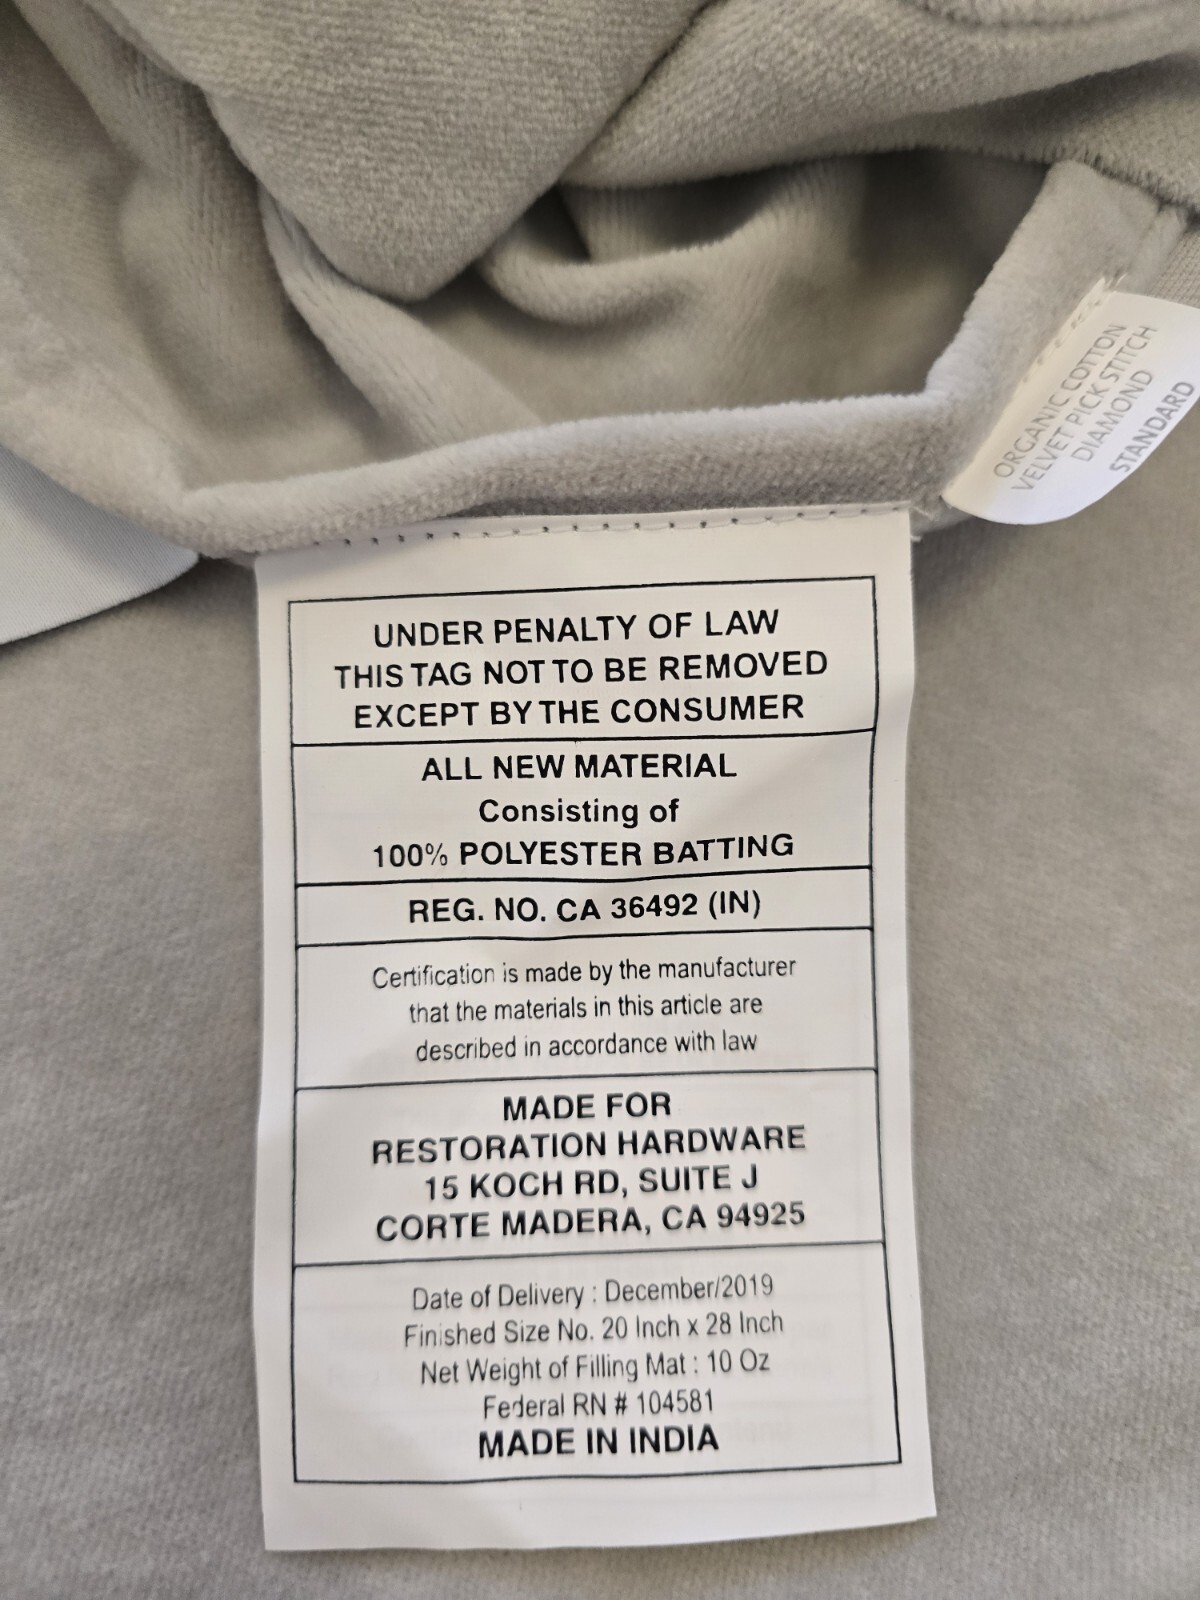 ORGANIC COTTON
VELVET PICK STITCH
DIAMOND
STANDARD
UNDER PENALTY OF LAW
THIS TAG NOT TO BE REMOVED
EXCEPT BY THE CONSUMER
ALL NEW MATERIAL
Consisting of
100% POLYESTER BATTING
REG. NO. CA 36492 (IN)
Certification is made by the manufacturer
that the materials in this article are
described in accordance with law
MADE FOR
RESTORATION HARDWARE
15 KOCH RD, SUITE J
CORTE MADERA, CA 94925
Date of Delivery : December/2019
Finished Size No. 20 Inch x 28 Inch
Net Weight of Filling Mat : 10 Oz
Federal RN # 104581
MADE IN INDIA